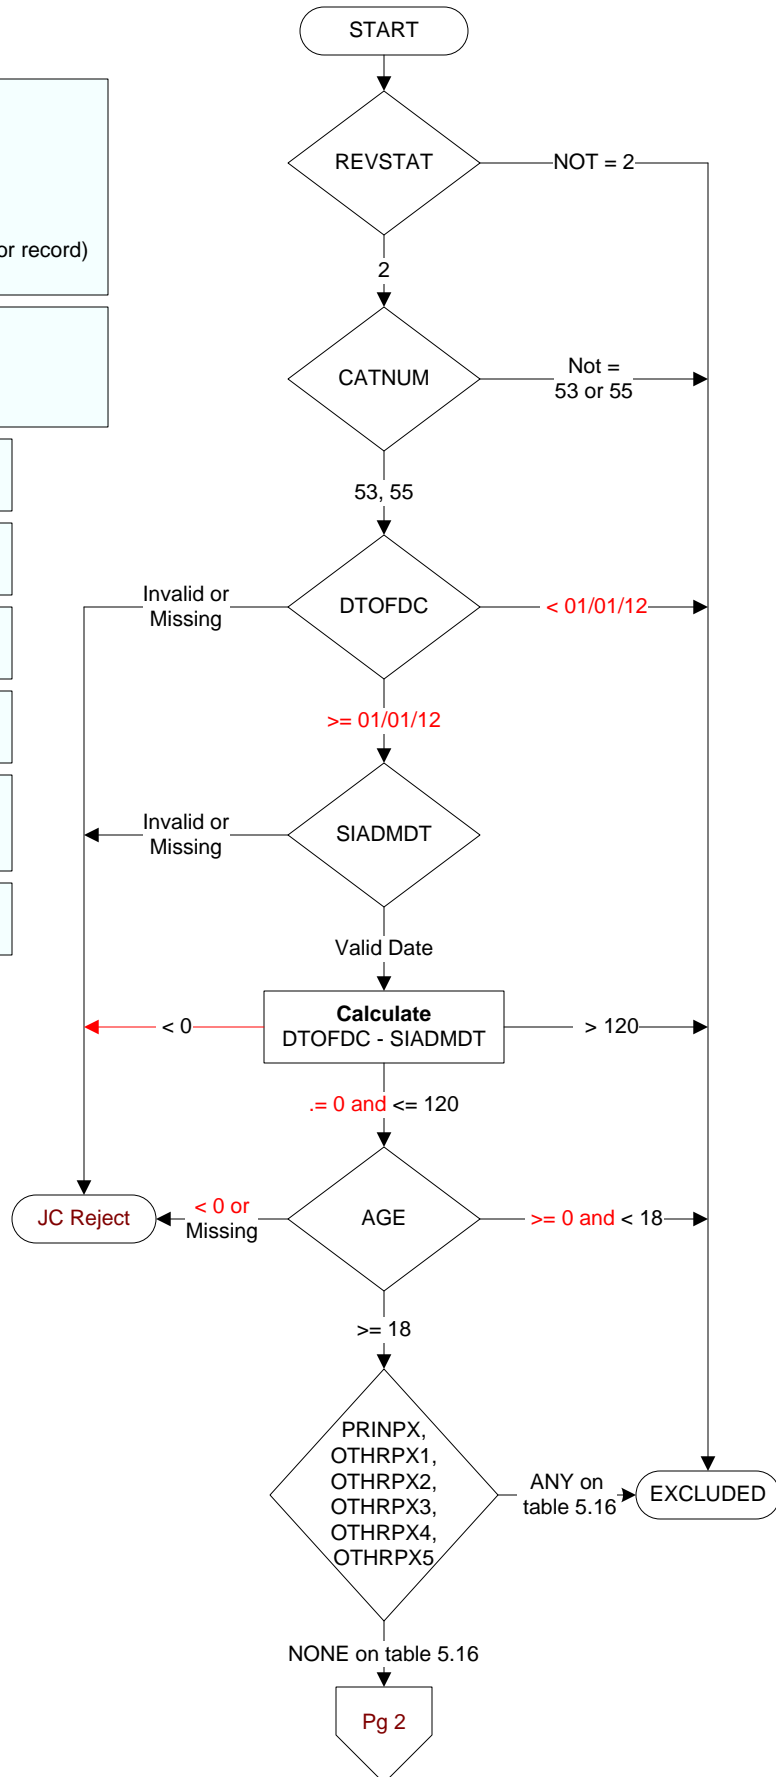 START
REVSTAT
NOT = 2
or record)
2
CATNUM
Not =
53 or 55
53, 55
Invalid or
Missing
DTOFDC
< 01/01/12
>= 01/01/12
Invalid or
Missing
SIADMDT
Valid Date
Calculate
DTOFDC - SIADMDT
< 0
> 120
.= 0 and <= 120
JC Reject
< 0 or
Missing
AGE
>= 0 and < 18
>= 18
PRINPX,
OTHRPX1,
OTHRPX2,
OTHRPX3,
OTHRPX4,
OTHRPX5
ANY on
table 5.16
EXCLUDED
NONE on table 5.16
Pg 2